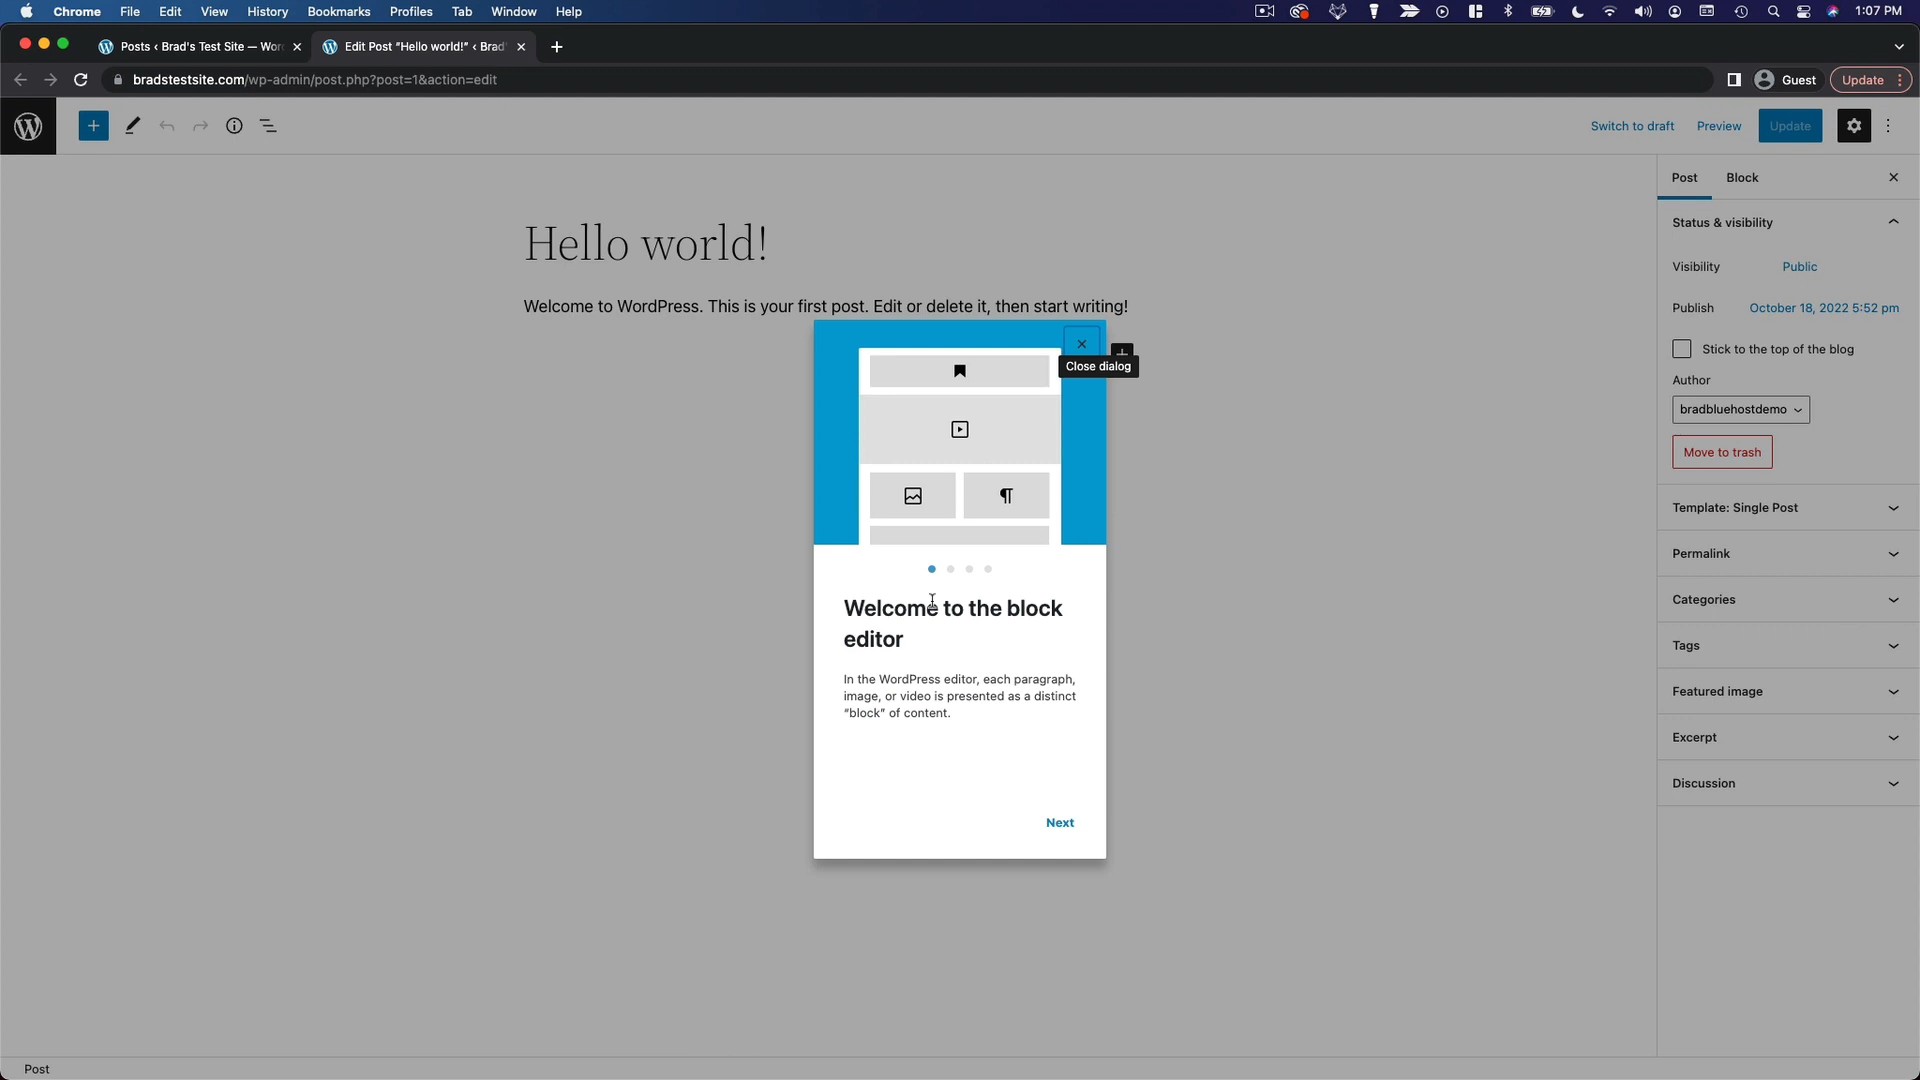 Chrome File Edit View History Bookmarks Profiles Tab Window Help 1:07 PM
Posts ‹ Brad's Test Site — Wor Edit Post "Hello world!" ‹ Brad'
bradstestsite.com/wp-admin/post.php?post=1&action=edit Guest Update
Switch to draft Preview Update
Post Block
Hello world!
Welcome to WordPress. This is your first post. Edit or delete it, then start writing!
Close dialog
Welcome to the block
editor
In the WordPress editor, each paragraph,
image, or video is presented as a distinct
"block" of content.
Next
Status & visibility
Visibility Public
Publish October 18, 2022 5:52 pm
Stick to the top of the blog
Author
bradbluehostdemo
Move to trash
Template: Single Post
Permalink
Categories
Tags
Featured image
Excerpt
Discussion
Post